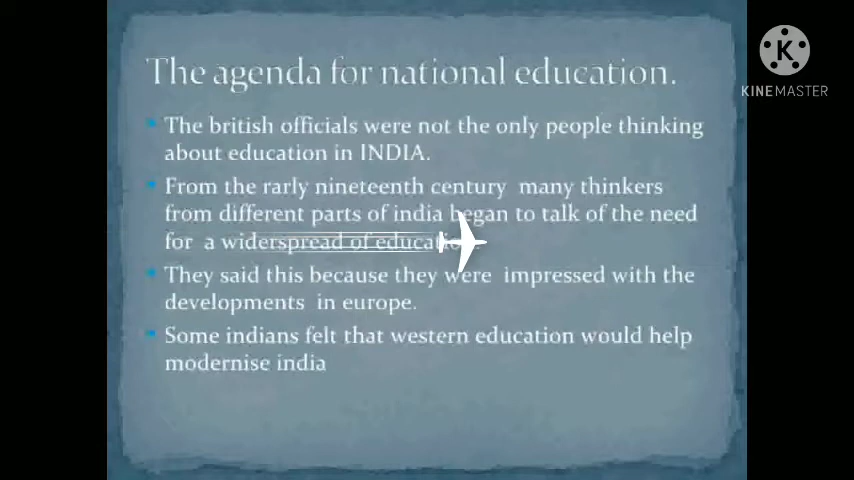 The agenda for national education.
The british officials were not the only people thinking
about education in INDIA.
From the rarly nineteenth century many thinkers
from different parts of india began to talk of the need
for a widerspread of education.
They said this because they were impressed with the
developments in europe.
Some indians felt that western education would help
modernise india
K
KINEMASTER